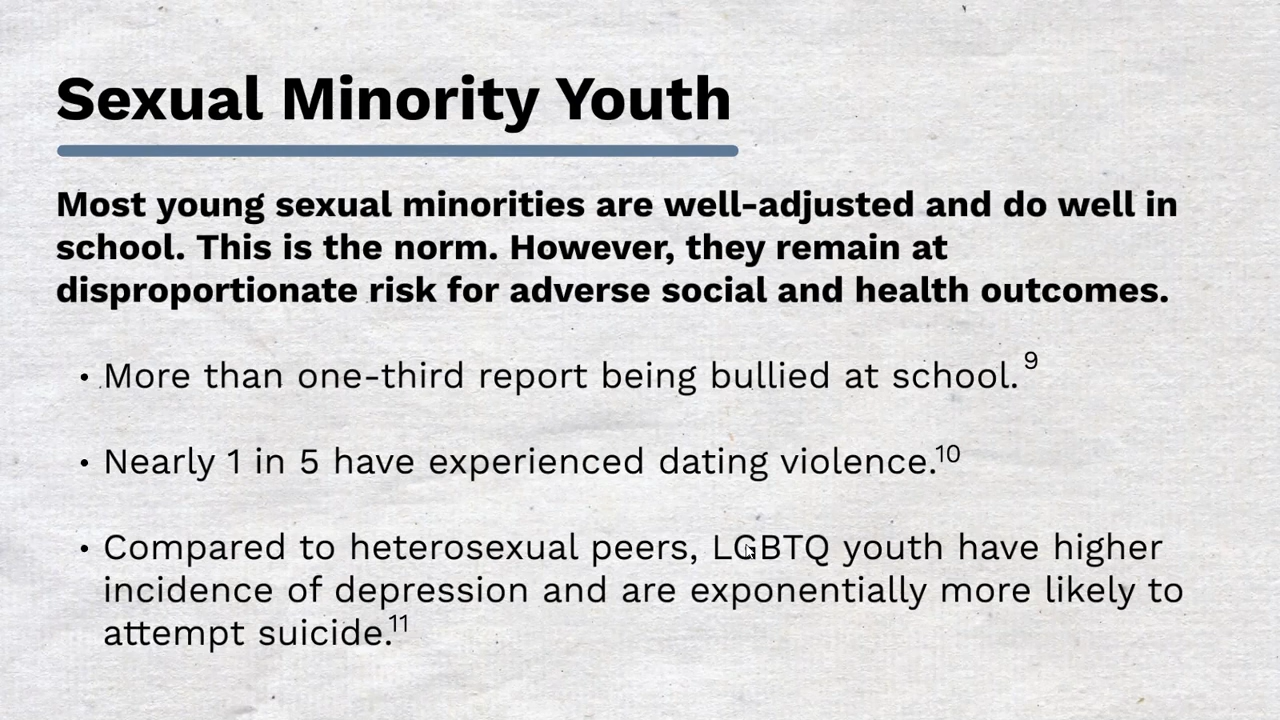 Sexual Minority Youth
Most young sexual minorities are well-adjusted and do well in
school. This is the norm. However, they remain at
disproportionate risk for adverse social and health outcomes.
• More than one-third report being bullied at school.⁹
• Nearly 1 in 5 have experienced dating violence.¹⁰
• Compared to heterosexual peers, LGBTQ youth have higher
incidence of depression and are exponentially more likely to
attempt suicide.¹¹